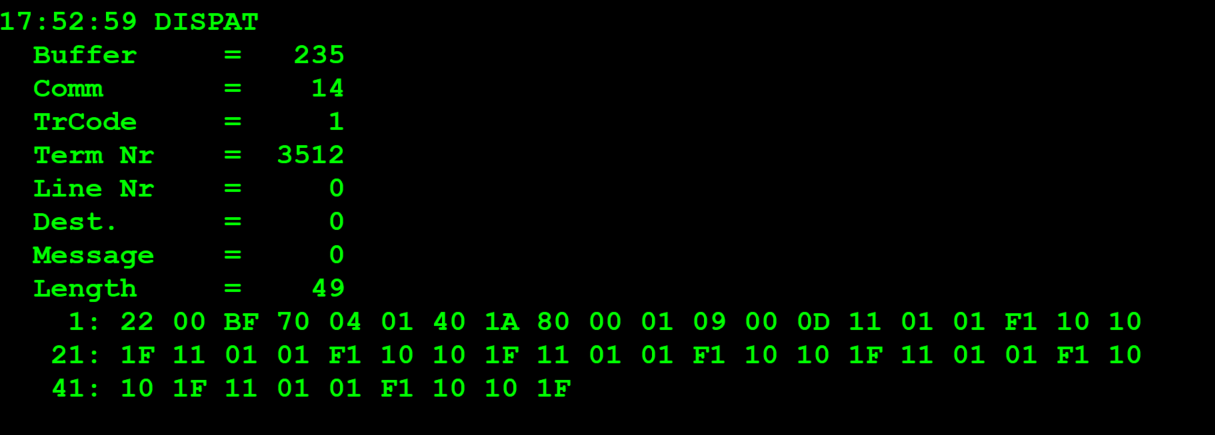 17:52:59 DISPAT
Buffer = 235
Comm = 14
TrCode = 1
Term Nr = 3512
Line Nr = 0
Dest. = 0
Message = 0
Length = 49
1: 22 00 BF 70 04 01 40 1A 80 00 01 09 00 0D 11 01 01 F1 10 10
21: 1F 11 01 01 F1 10 10 1F 11 01 01 F1 10 10 1F 11 01 01 F1 10
41: 10 1F 11 01 01 F1 10 10 1F